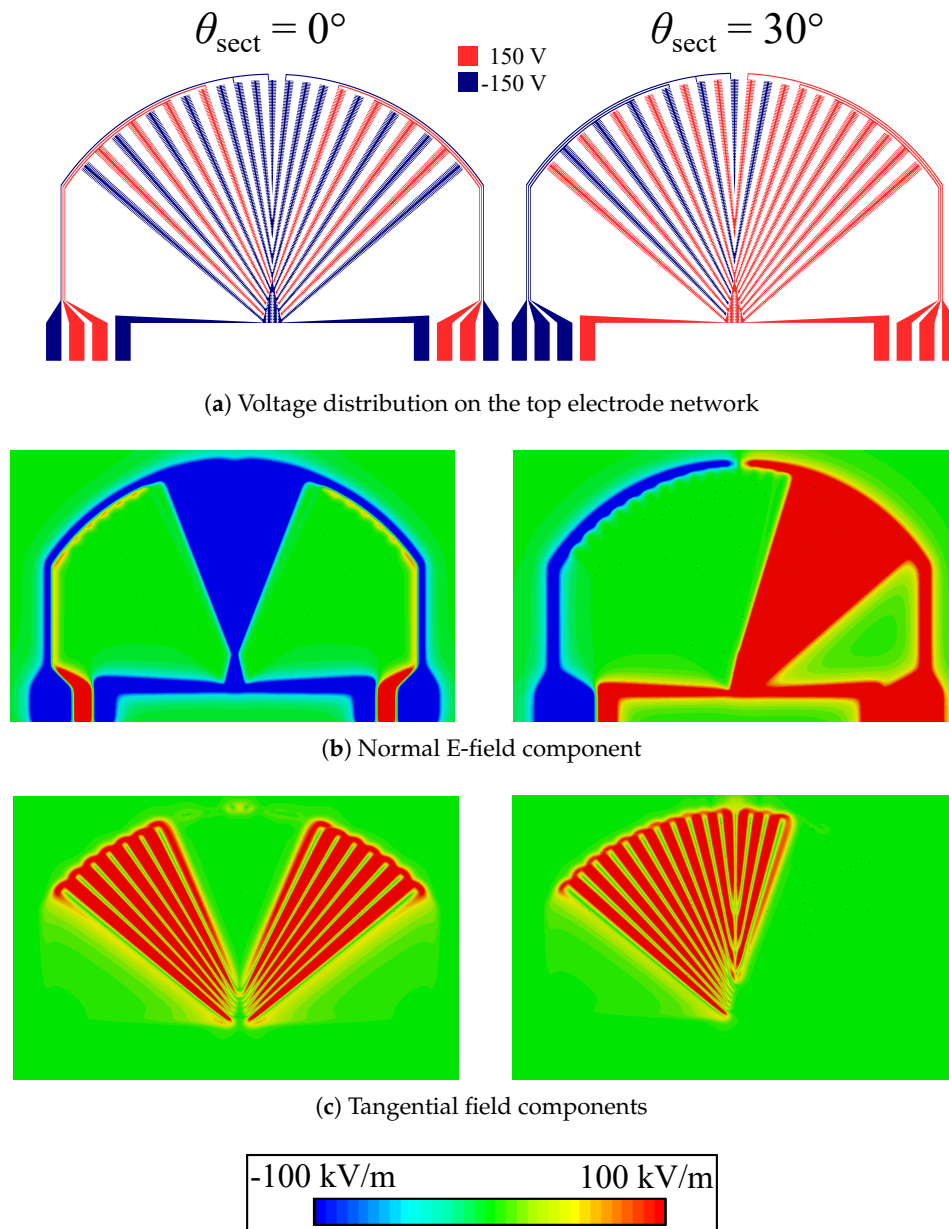 θsect = 0°
θsect = 30°
150 V
-150 V
(a) Voltage distribution on the top electrode network
(b) Normal E-field component
(c) Tangential field components
-100 kV/m
100 kV/m